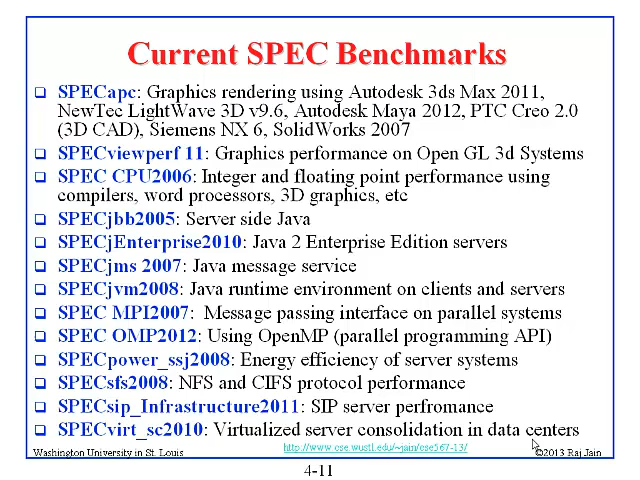 Current SPEC Benchmarks
SPECapc: Graphics rendering using Autodesk 3ds Max 2011,
NewTec LightWave 3D v9.6, Autodesk Maya 2012, PTC Creo 2.0
(3D CAD), Siemens NX 6, SolidWorks 2007
SPECviewperf 11: Graphics performance on Open GL 3d Systems
SPEC CPU2006: Integer and floating point performance using
compilers, word processors, 3D graphics, etc
SPECjbb2005: Server side Java
SPECjEnterprise2010: Java 2 Enterprise Edition servers
SPECjms 2007: Java message service
SPECjvm2008: Java runtime environment on clients and servers
SPEC MPI2007: Message passing interface on parallel systems
SPEC OMP2012: Using OpenMP (parallel programming API)
SPECpower_ssj2008: Energy efficiency of server systems
SPECsfs2008: NFS and CIFS protocol performance
SPECsip_Infrastructure2011: SIP server perfromance
SPECvirt_sc2010: Virtualized server consolidation in data centers
Washington University in St. Louis http://www.cse.wustl.edu/~jain/cse567-13/ ©2013 Raj Jain
4-11